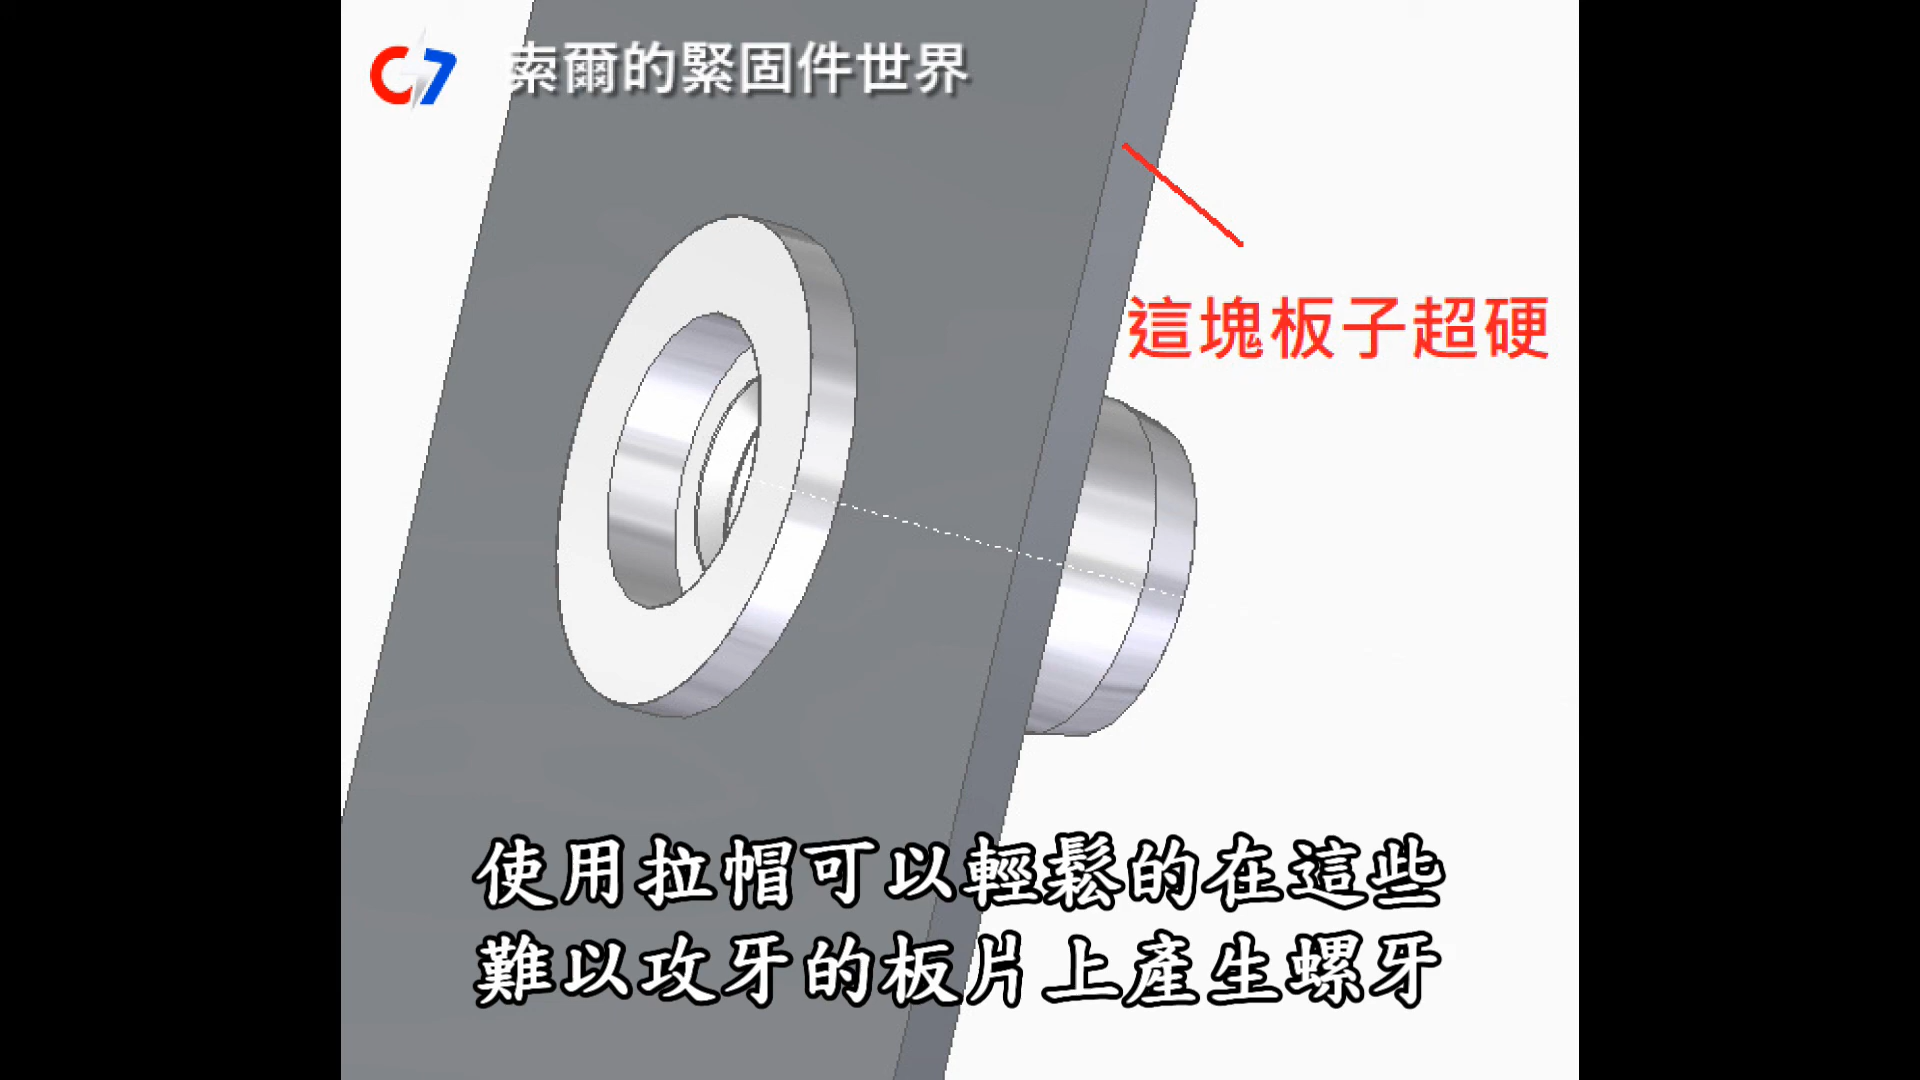 C7 索爾的緊固件世界
這塊板子超硬
使用拉帽可以輕鬆的在這些
難以攻牙的板片上產生螺牙